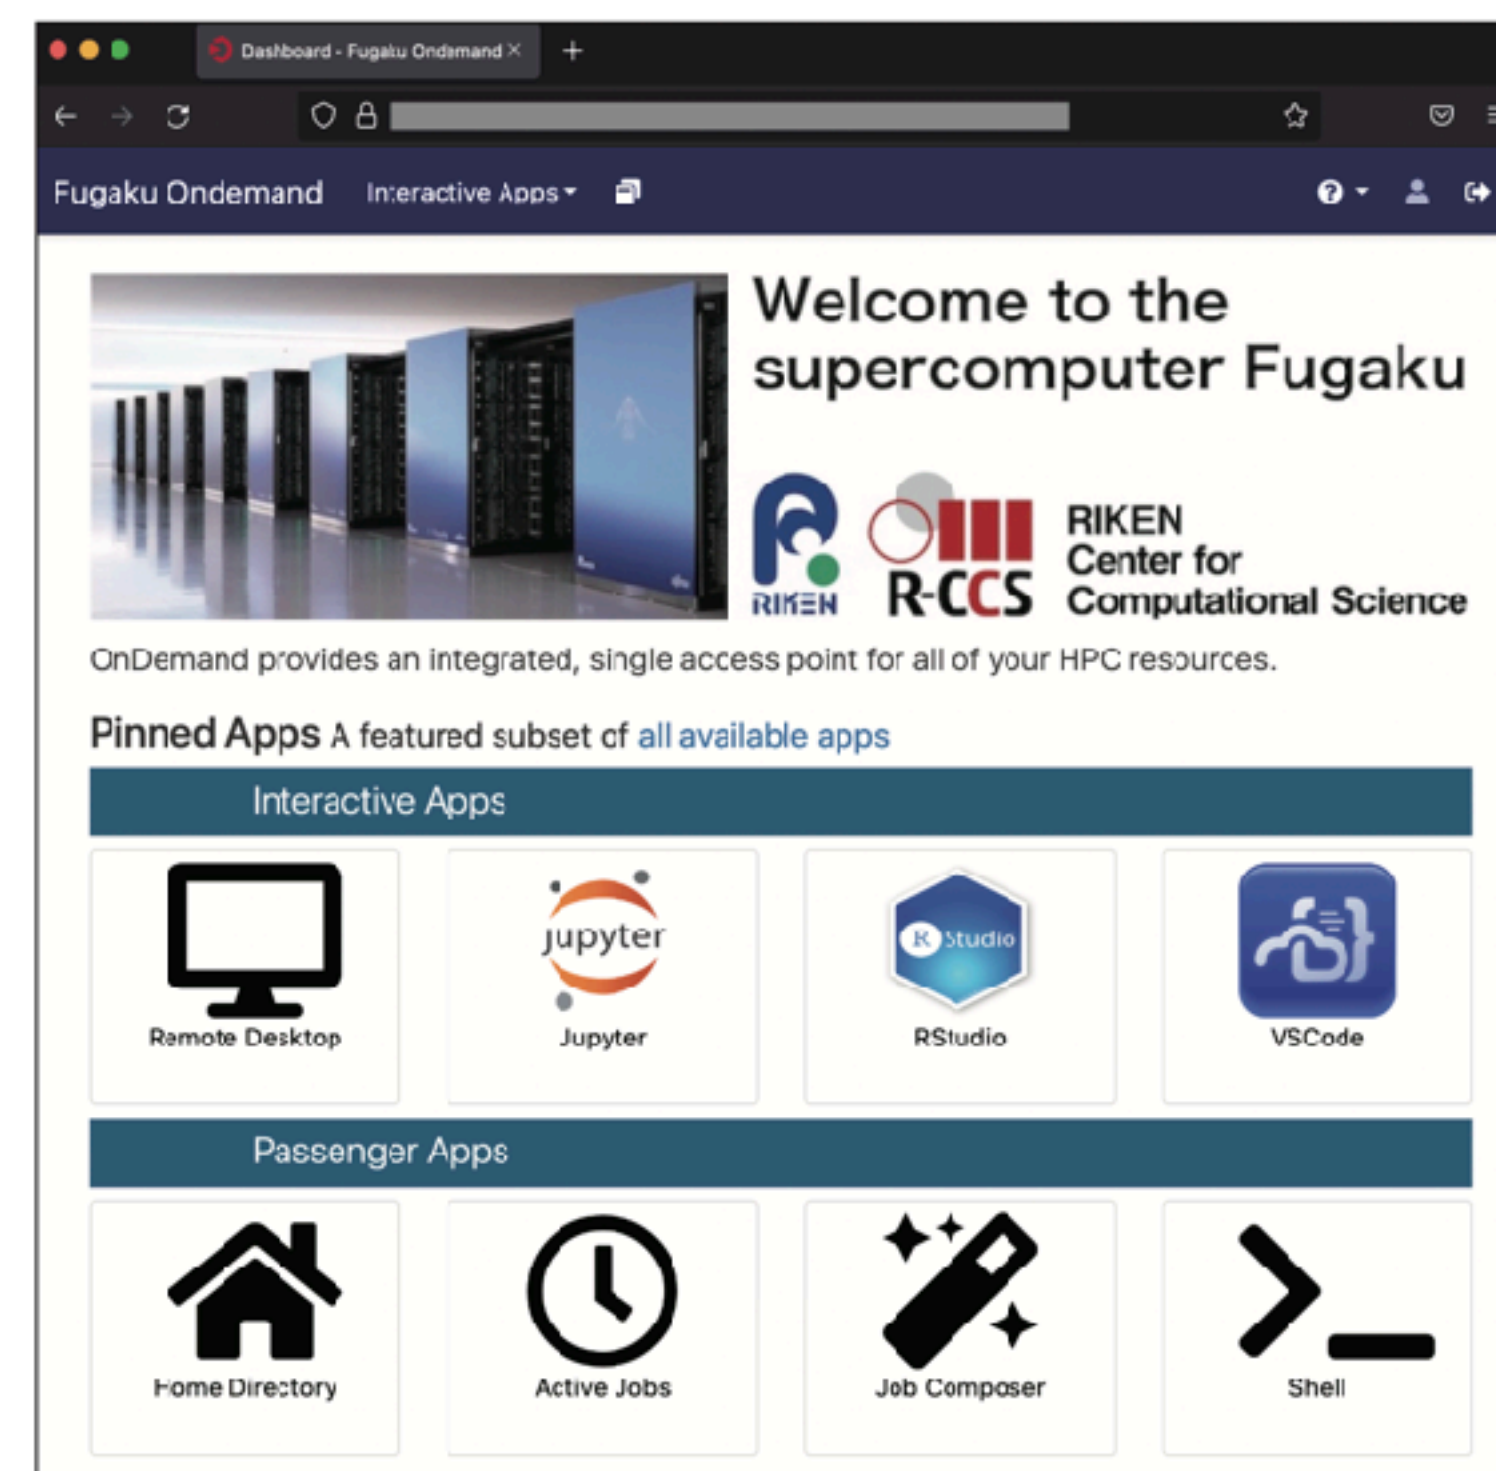 Dashboard - Fugaku Ondemand
Fugaku Ondemand Interactive Apps
Welcome to the
supercomputer Fugaku
RIKEN
R-CCS
RIKEN
Center for
Computational Science
OnDemand provides an integrated, single access point for all of your HPC resources.
Pinned Apps A featured subset of all available apps
Interactive Apps
jupyter
R Studio
Remote Desktop
Jupyter
RStudio
VSCode
Passenger Apps
Home Directory
Active Jobs
Job Composer
Shell